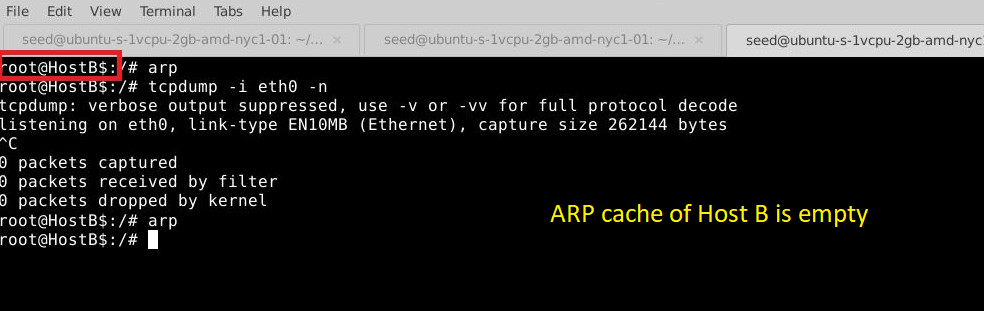 File Edit View Terminal Tabs Help
seed@ubuntu-s-1vcpu-2gb-amd-nyc1-01: ~/... × seed@ubuntu-s-1vcpu-2gb-amd-nyc1-01: ~/... × seed@ubuntu-s-1vcpu-2gb-amd-nyc1
root@HostB$:/# arp
root@HostB$:/# tcpdump -i eth0 -n
tcpdump: verbose output suppressed, use -v or -vv for full protocol decode
listening on eth0, link-type EN10MB (Ethernet), capture size 262144 bytes
^C
0 packets captured
0 packets received by filter
0 packets dropped by kernel
root@HostB$:/# arp
root@HostB$:/#
ARP cache of Host B is empty